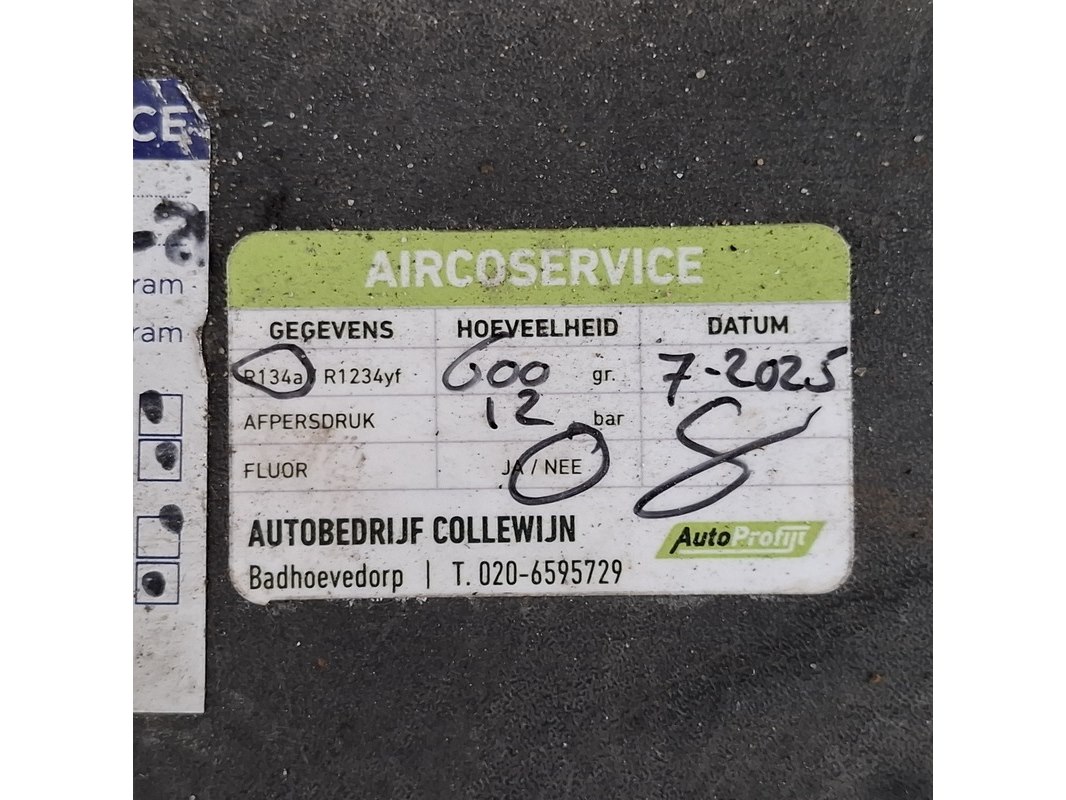 CE
-2
ram
ram
AIRCOSERVICE
GEGEVENS HOEVEELHEID DATUM
R134a / R1234yf 600 gr. 7-2025
AFPERSDRUK 12 bar
FLUOR JA / NEE
AUTOBEDRIJF COLLEWIJN
AutoProfijt
Badhoevedorp | T. 020-6595729